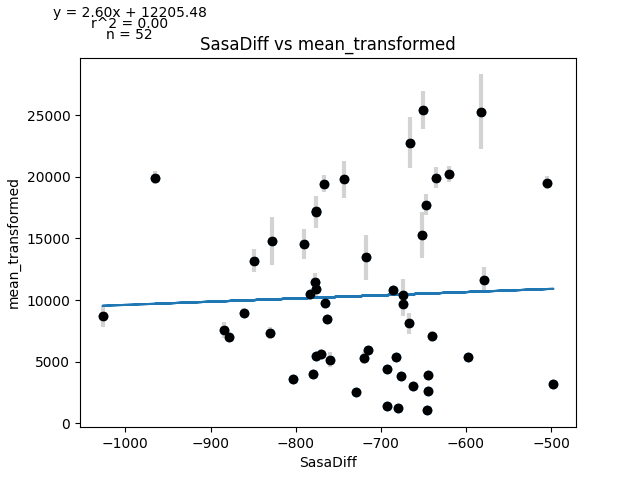 y = 2.60x + 12205.48
r^2 = 0.00
n = 52
SasaDiff vs mean_transformed
25000
20000
15000
10000
5000
0
mean_transformed
−1000
−900
−800
−700
−600
−500
SasaDiff